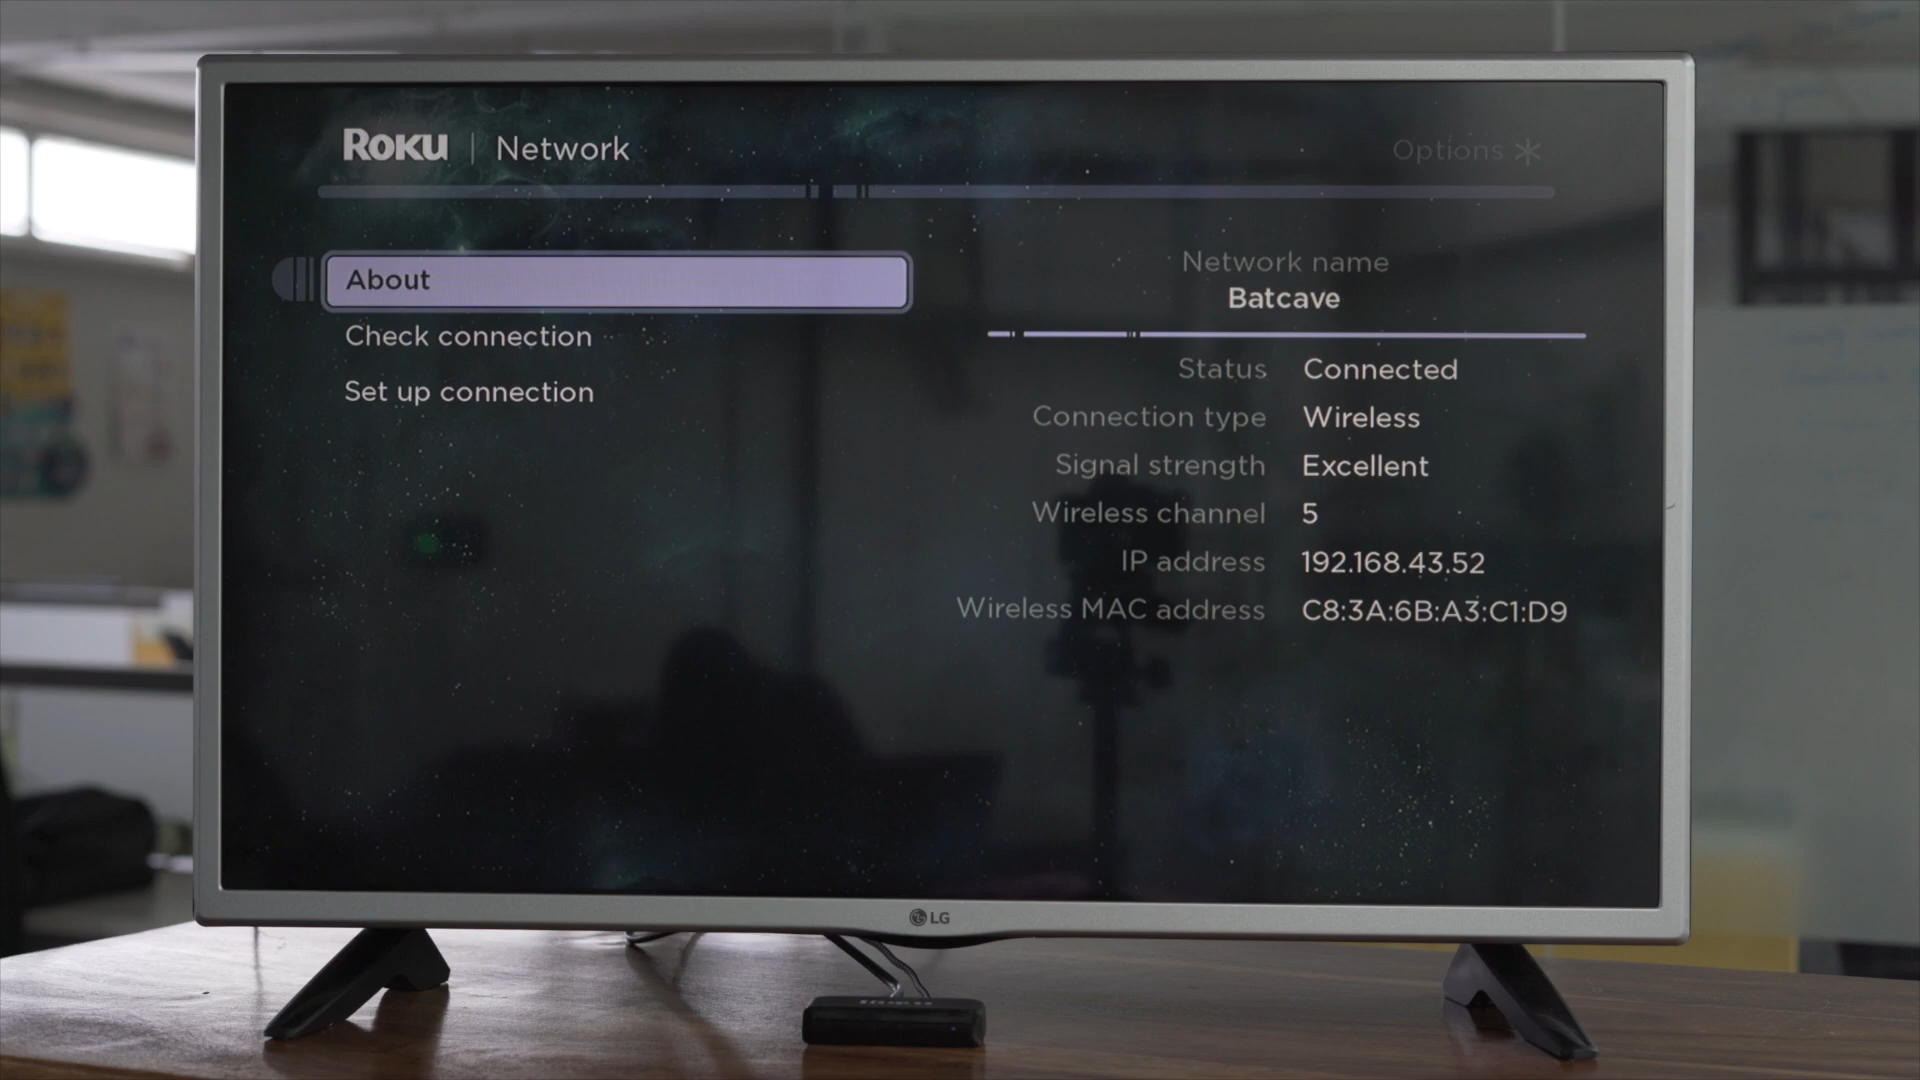 Roku | Network
Options
About
Check connection
Set up connection
Network name
Batcave
Status Connected
Connection type Wireless
Signal strength Excellent
Wireless channel 5
IP address 192.168.43.52
Wireless MAC address C8:3A:6B:A3:C1:D9
LG